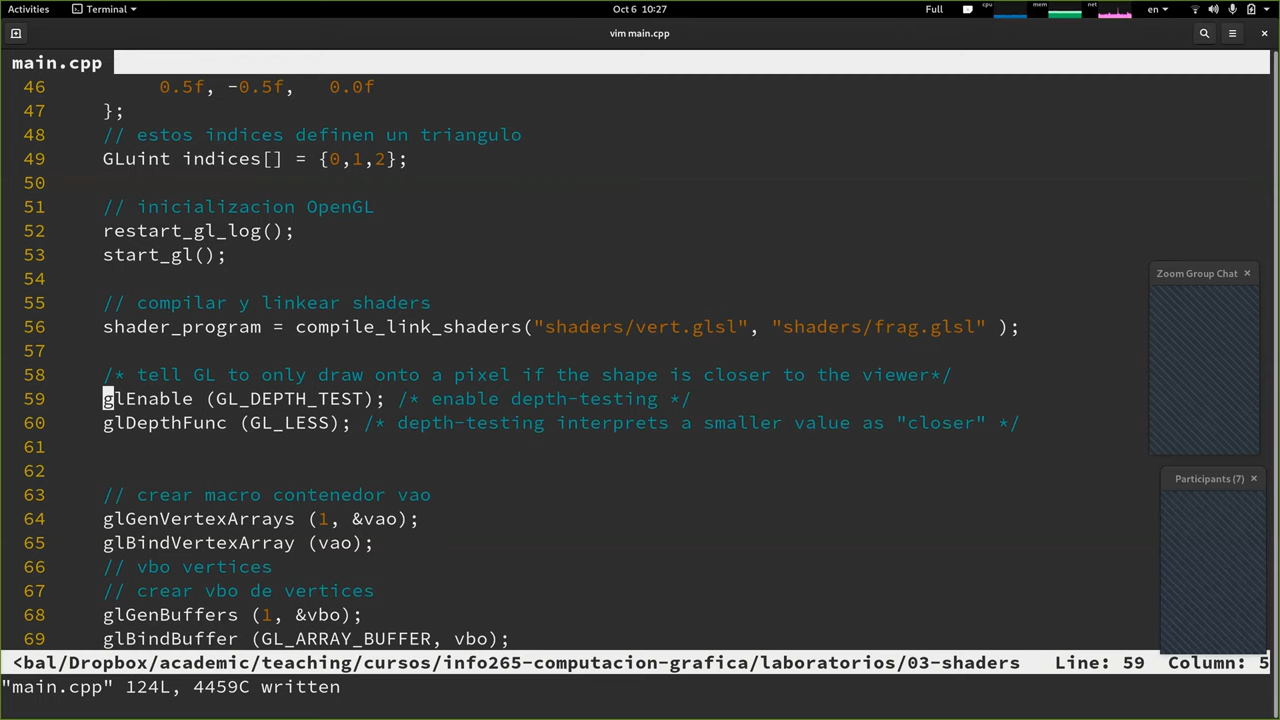 Activities Terminal Oct 6 10:27 Full cpu mem net en
vim main.cpp
main.cpp
46 0.5f, -0.5f, 0.0f
47 };
48 // estos indices definen un triangulo
49 GLuint indices[] = {0,1,2};
50
51 // inicializacion OpenGL
52 restart_gl_log();
53 start_gl();
54
55 // compilar y linkear shaders
56 shader_program = compile_link_shaders("shaders/vert.glsl", "shaders/frag.glsl" );
57
58 /* tell GL to only draw onto a pixel if the shape is closer to the viewer*/
59 glEnable (GL_DEPTH_TEST); /* enable depth-testing */
60 glDepthFunc (GL_LESS); /* depth-testing interprets a smaller value as "closer" */
61
62
63 // crear macro contenedor vao
64 glGenVertexArrays (1, &vao);
65 glBindVertexArray (vao);
66 // vbo vertices
67 // crear vbo de vertices
68 glGenBuffers (1, &vbo);
69 glBindBuffer (GL_ARRAY_BUFFER, vbo);
<bal/Dropbox/academic/teaching/cursos/info265-computacion-grafica/laboratorios/03-shaders Line: 59 Column: 5
"main.cpp" 124L, 4459C written
Zoom Group Chat ×
Participants (7) ×